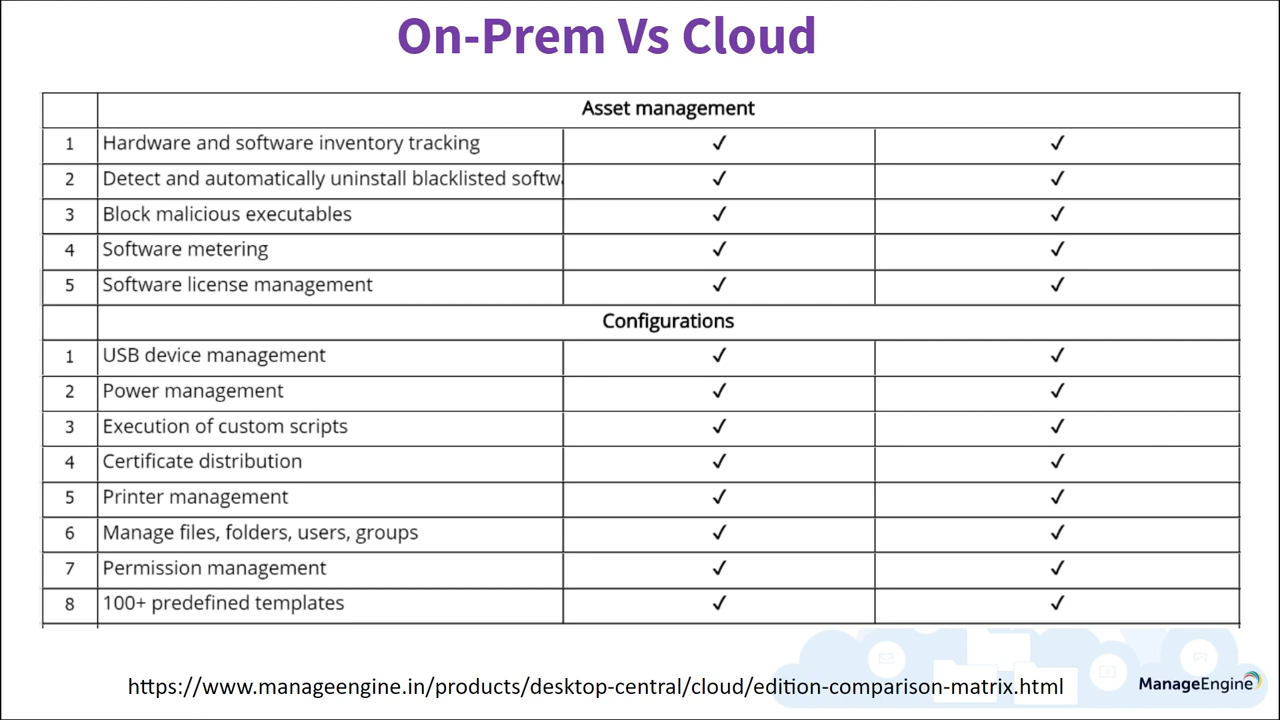 On-Prem Vs Cloud
Asset management
1 Hardware and software inventory tracking ✓ ✓
2 Detect and automatically uninstall blacklisted softw ✓ ✓
3 Block malicious executables ✓ ✓
4 Software metering ✓ ✓
5 Software license management ✓ ✓
Configurations
1 USB device management ✓ ✓
2 Power management ✓ ✓
3 Execution of custom scripts ✓ ✓
4 Certificate distribution ✓ ✓
5 Printer management ✓ ✓
6 Manage files, folders, users, groups ✓ ✓
7 Permission management ✓ ✓
8 100+ predefined templates ✓ ✓
https://www.manageengine.in/products/desktop-central/cloud/edition-comparison-matrix.html
ManageEngine